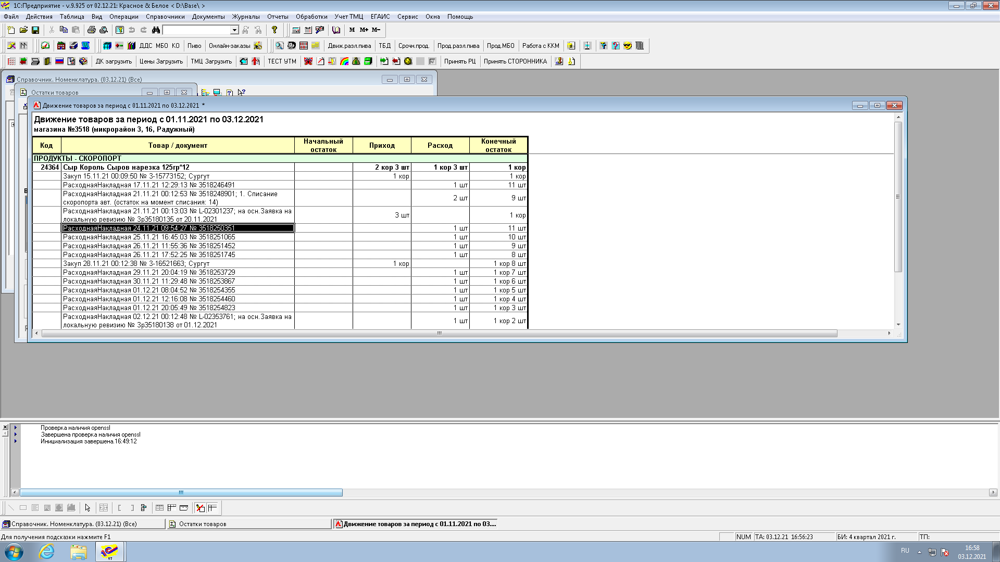 1С:Предприятие - v.9.925 от 02.12.21: Красное & Белое < D:\Base\ >
Файл Действия Таблица Вид Операции Справочники Документы Журналы Отчеты Обработки Учет ТМЦ ЕГАИС Сервис Окна Помощь
M M+ M−
ДДС МБО КО Пиво Онлайн-заказы Движ.разл.пива ТБД Срочн.прод. Прод.разл.пива Прод.МБО Работа с ККМ
ДК загрузить Цены Загрузить ТМЦ Загрузить ТЕСТ УТМ Принять РЦ Принять СТОРОННИКА
Справочник. Номенклатура. (03.12.21) (Все)
Остатки товаров
Движение товаров за период с 01.11.2021 по 03.12.2021 *
Движение товаров за период с 01.11.2021 по 03.12.2021
магазина №3518 (микрорайон 3, 16, Радужный)
Код Товар / документ Начальный остаток Приход Расход Конечный остаток
ПРОДУКТЫ - СКОРОПОРТ
24364 Сыр Король Сыров нарезка 125гр*12 2 кор 3 шт 1 кор 3 шт 1 кор
Закуп 15.11.21 00:09:50 № З-15773152; Сургут 1 кор 1 кор
РасходнаяНакладная 17.11.21 12:29:13 № 3518246491 1 шт 11 шт
РасходнаяНакладная 21.11.21 00:12:53 № 3518248901; 1. Списание
скоропорта авт. (остаток на момент списания: 14) 2 шт 9 шт
РасходнаяНакладная 21.11.21 00:13:03 № L-02301237; на осн.Заявка на
локальную ревизию № Зр35180135 от 20.11.2021 3 шт 1 кор
РасходнаяНакладная 24.11.21 09:54:27 № 3518250351 1 шт 11 шт
РасходнаяНакладная 25.11.21 16:45:03 № 3518251065 1 шт 10 шт
РасходнаяНакладная 26.11.21 11:55:36 № 3518251452 1 шт 9 шт
РасходнаяНакладная 26.11.21 17:52:25 № 3518251745 1 шт 8 шт
Закуп 28.11.21 00:12:38 № З-16521663; Сургут 1 кор 1 кор 8 шт
РасходнаяНакладная 29.11.21 20:04:19 № 3518253729 1 шт 1 кор 7 шт
РасходнаяНакладная 30.11.21 11:29:48 № 3518253867 1 шт 1 кор 6 шт
РасходнаяНакладная 01.12.21 08:04:52 № 3518254355 1 шт 1 кор 5 шт
РасходнаяНакладная 01.12.21 12:16:08 № 3518254460 1 шт 1 кор 4 шт
РасходнаяНакладная 01.12.21 20:05:49 № 3518254823 1 шт 1 кор 3 шт
РасходнаяНакладная 02.12.21 00:12:48 № L-02353761; на осн.Заявка на
локальную ревизию № Зр35180138 от 01.12.2021 1 шт 1 кор 2 шт
Проверка наличия openssl
Завершена проверка наличия openssl
Инициализация завершена.16:49:12
Справочник. Номенклатура. (03.12.21) (Все) Остатки товаров Движение товаров за период с 01.11.2021 по 03....
Для получения подсказки нажмите F1 NUM ТА: 03.12.21 16:56:23 БИ: 4 квартал 2021 г. ТП:
RU 16:58
03.12.2021